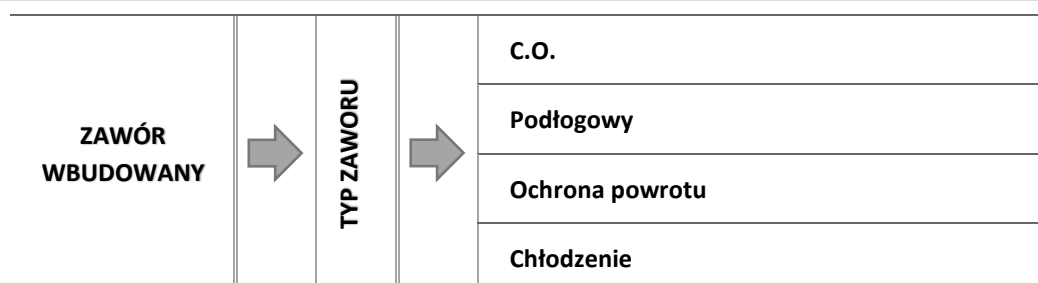 ZAWÓR
WBUDOWANY
TYP ZAWORU
C.O.
Podłogowy
Ochrona powrotu
Chłodzenie